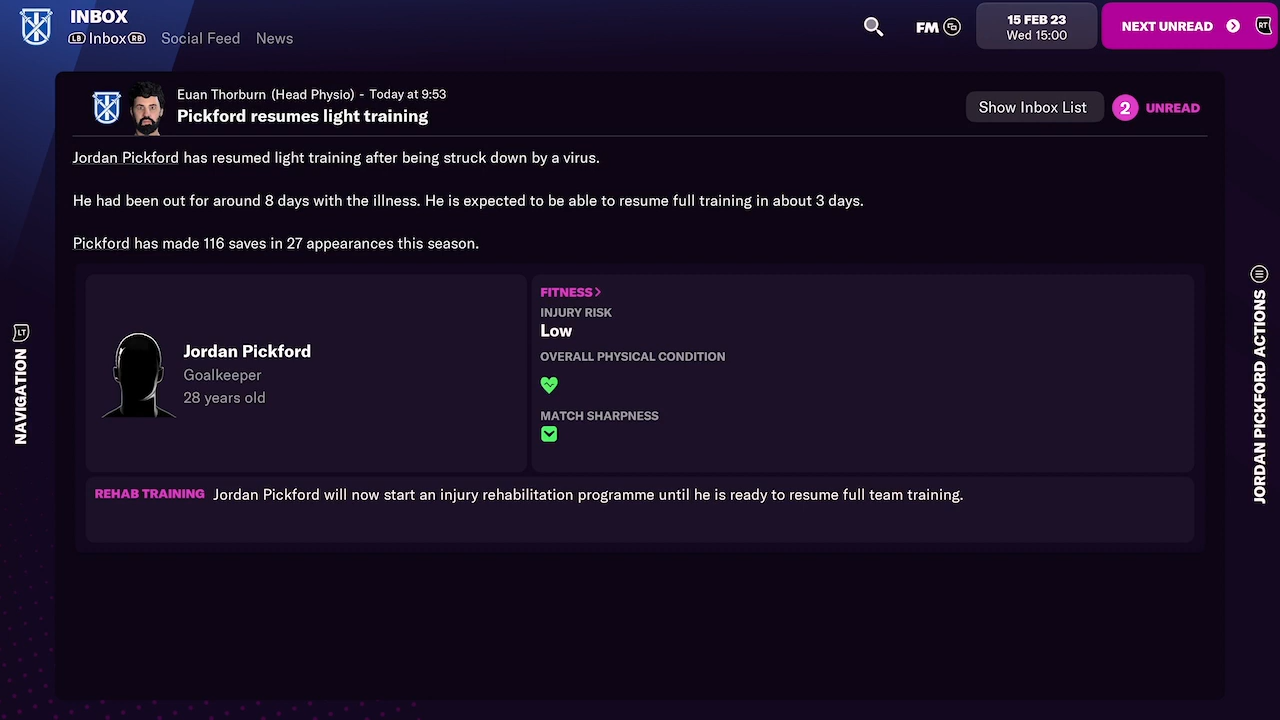 INBOX
LB Inbox RB Social Feed News
FM
15 FEB 23
Wed 15:00
NEXT UNREAD
RT
Euan Thorburn (Head Physio) - Today at 9:53
Pickford resumes light training
Show Inbox List
2 UNREAD
Jordan Pickford has resumed light training after being struck down by a virus.
He had been out for around 8 days with the illness. He is expected to be able to resume full training in about 3 days.
Pickford has made 116 saves in 27 appearances this season.
Jordan Pickford
Goalkeeper
28 years old
FITNESS>
INJURY RISK
Low
OVERALL PHYSICAL CONDITION
MATCH SHARPNESS
REHAB TRAINING Jordan Pickford will now start an injury rehabilitation programme until he is ready to resume full team training.
LT
NAVIGATION
JORDAN PICKFORD ACTIONS